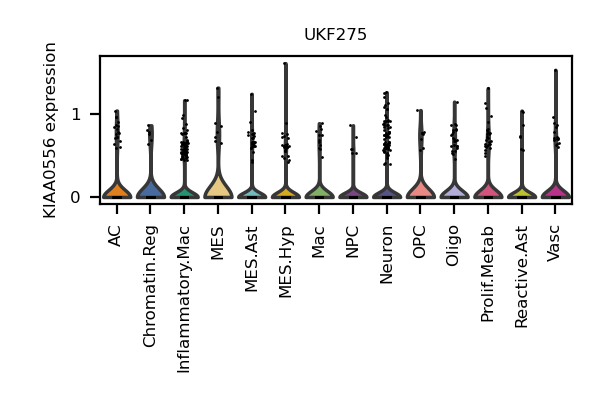 UKF275
KIAA0556 expression
1
0
AC
Chromatin.Reg
Inflammatory.Mac
MES
MES.Ast
MES.Hyp
Mac
NPC
Neuron
OPC
Oligo
Prolif.Metab
Reactive.Ast
Vasc